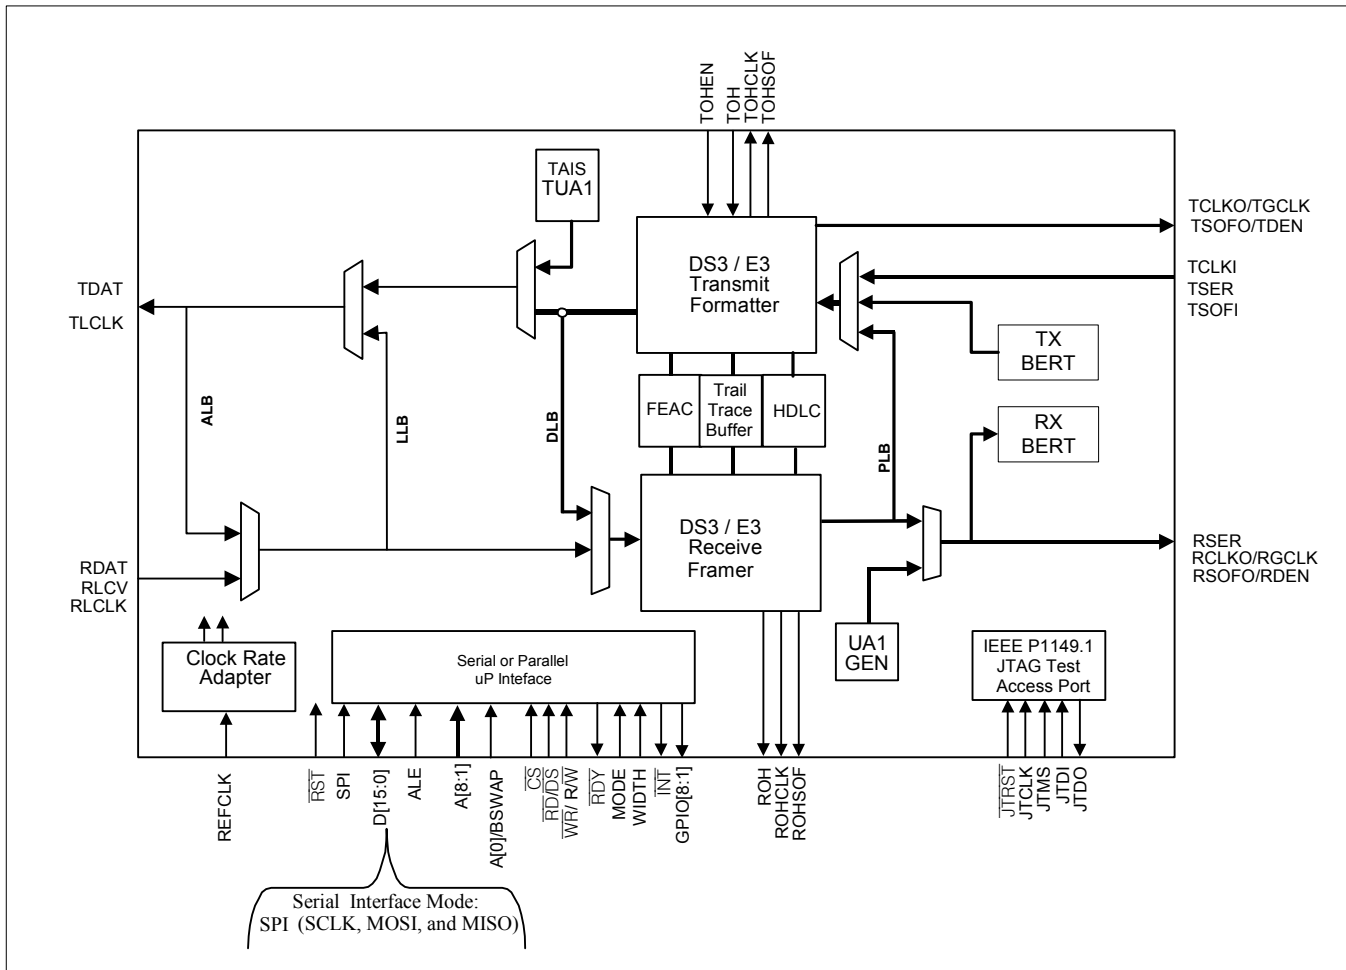 TOHEN
TOH
TOHCLK
TOHSOF
TAIS
TUA1
TCLKO/TGCLK
TSOFO/TDEN
DS3 / E3
Transmit
Formatter
TCLKI
TSER
TSOFI
TDAT
TLCLK
TX
BERT
ALB
LLB
DLB
FEAC
Trail
Trace
Buffer
HDLC
PLB
RX
BERT
DS3 / E3
Receive
Framer
RSER
RCLKO/RGCLK
RSOFO/RDEN
RDAT
RLCV
RLCLK
Clock Rate
Adapter
Serial or Parallel
uP Inteface
UA1
GEN
IEEE P1149.1
JTAG Test
Access Port
REFCLK
RST
SPI
D[15:0]
ALE
A[8:1]
A[0]/BSWAP
CS
RD/DS
WR/ R/W
RDY
MODE
WIDTH
INT
GPIO[8:1]
ROH
ROHCLK
ROHSOF
JTRST
JTCLK
JTMS
JTDI
JTDO
Serial Interface Mode:
SPI (SCLK, MOSI, and MISO)